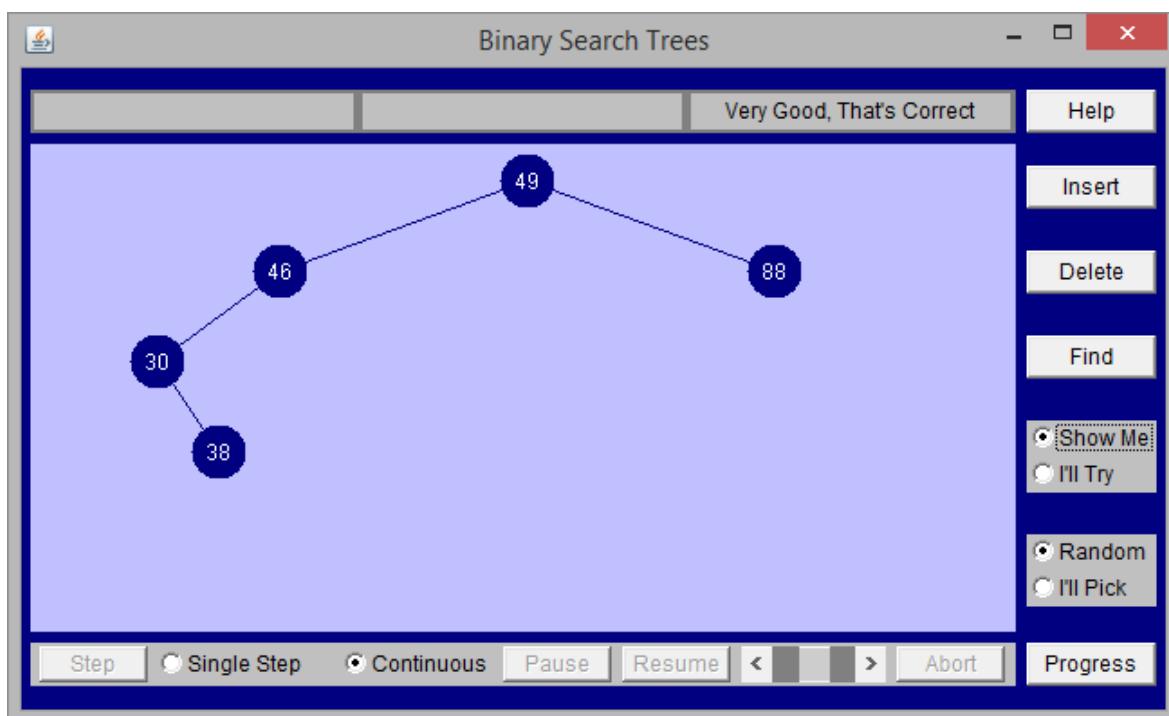 Binary Search Trees
Very Good, That's Correct
Help
49
Insert
46
88
Delete
30
Find
38
Show Me
I'll Try
Random
I'll Pick
Step
Single Step
Continuous
Pause
Resume
Abort
Progress